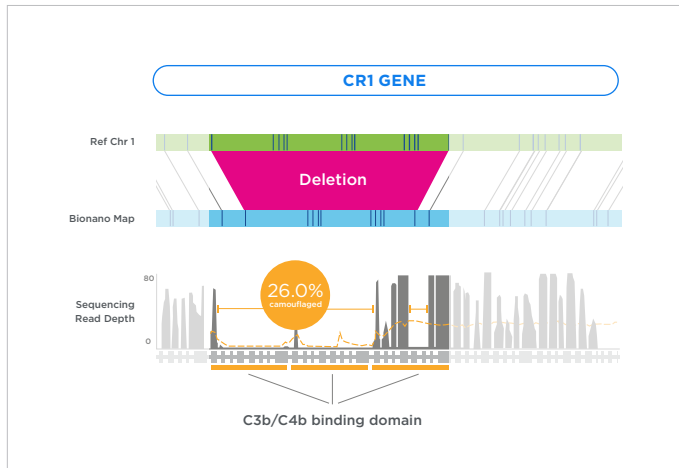 CR1 GENE
Ref Chr 1
Deletion
Bionano Map
80
26.0%
camouflaged
Sequencing
Read Depth
0
C3b/C4b binding domain